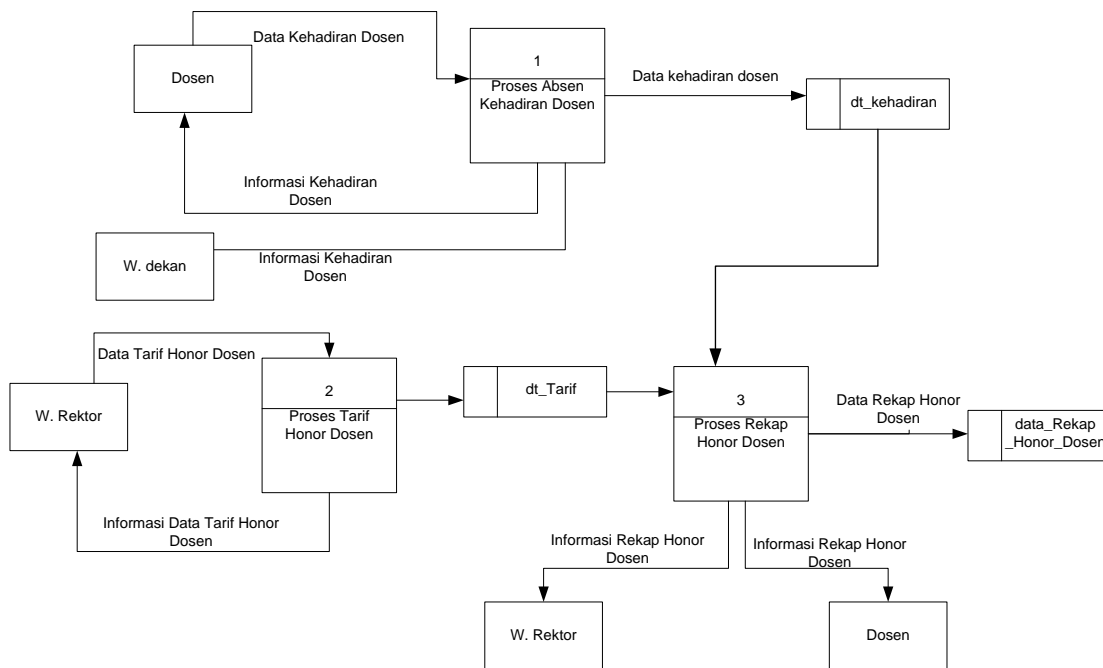 Data Kehadiran Dosen
Dosen
1
Proses Absen
Kehadiran Dosen
Data kehadiran dosen
dt_kehadiran
Informasi Kehadiran
Dosen
W. dekan
Informasi Kehadiran
Dosen
Data Tarif Honor Dosen
W. Rektor
2
Proses Tarif
Honor Dosen
dt_Tarif
3
Proses Rekap
Honor Dosen
Data Rekap Honor
Dosen
data_Rekap
_Honor_Dosen
Informasi Data Tarif Honor
Dosen
Informasi Rekap Honor
Dosen
Informasi Rekap Honor
Dosen
W. Rektor
Dosen